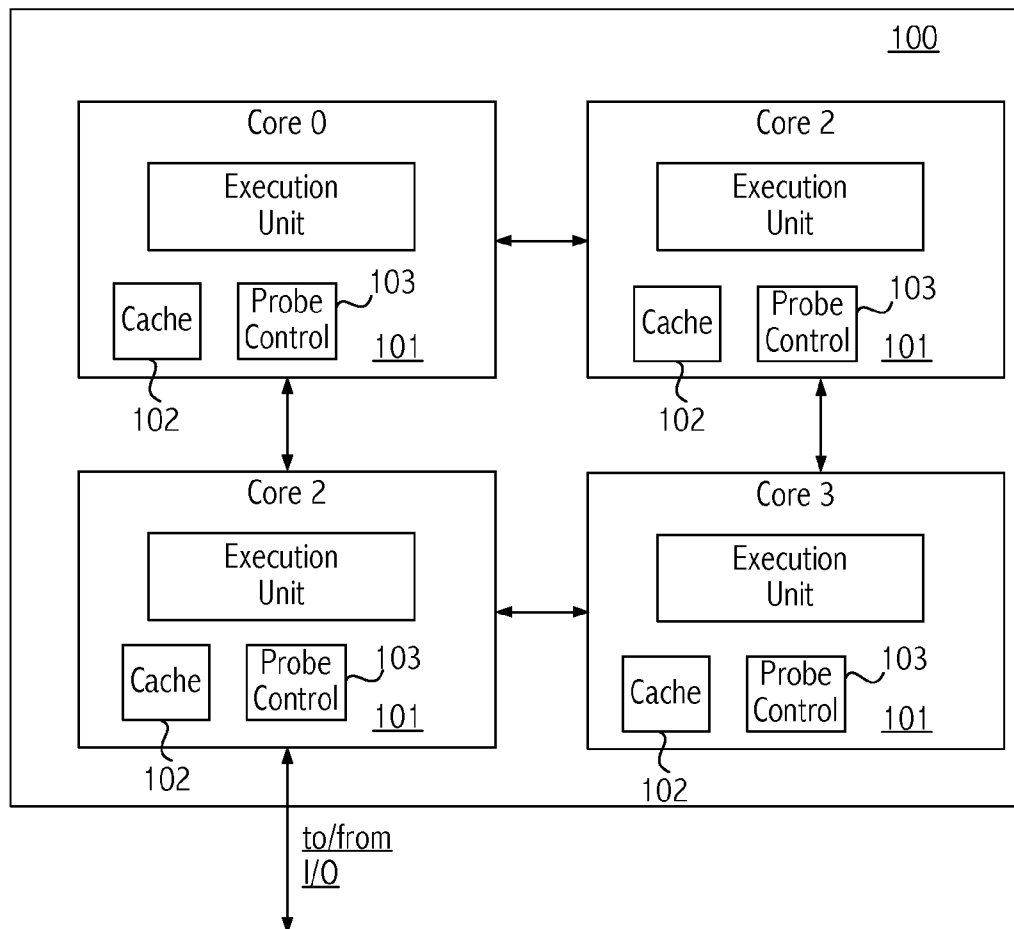 100
Core 0
Execution
Unit
Cache
Probe
Control
103
101
102
Core 2
Execution
Unit
Cache
Probe
Control
103
101
102
Core 2
Execution
Unit
Cache
Probe
Control
103
101
102
Core 3
Execution
Unit
Cache
Probe
Control
103
101
102
to/from
I/O